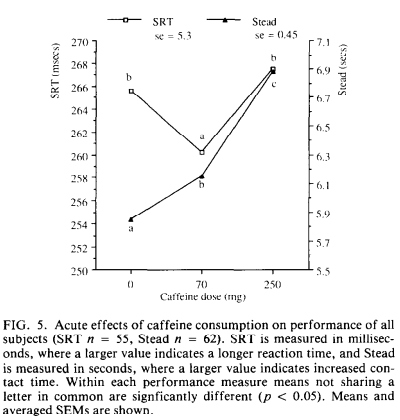 SRT Stead
se = 5.3 se = 0.45
270 7.1
268 6.9
266 6.7
264 6.5
262
260 6.3
258 6.1
256
254 5.9
252 5.7
250 5.5
SRT (msecs)
Stead (secs)
b
a
b
a
b
c
0 70 250
Caffeine dose (mg)
FIG. 5. Acute effects of caffeine consumption on performance of all
subjects (SRT n = 55, Stead n = 62). SRT is measured in millisec-
onds, where a larger value indicates a longer reaction time, and Stead
is measured in seconds, where a larger value indicates increased con-
tact time. Within each performance measure means not sharing a
letter in common are signficantly different (p < 0.05). Means and
averaged SEMs are shown.